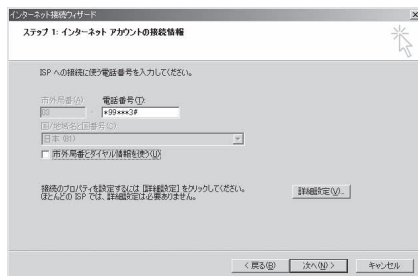 インターネット接続ウィザード
ステップ 1: インターネット アカウントの接続情報
ISP への接続に使う電話番号を入力してください。
市外局番(A) 電話番号(T):
00 - *99***3#
国/地域名と国番号(C)
日本 (81)
市外局番とダイヤル情報を使う(U)
接続のプロパティを設定するには [詳細設定] をクリックしてください。
ほとんどの ISP では、詳細設定は必要ありません。
詳細設定(V)...
< 戻る(B) 次へ(N) > キャンセル